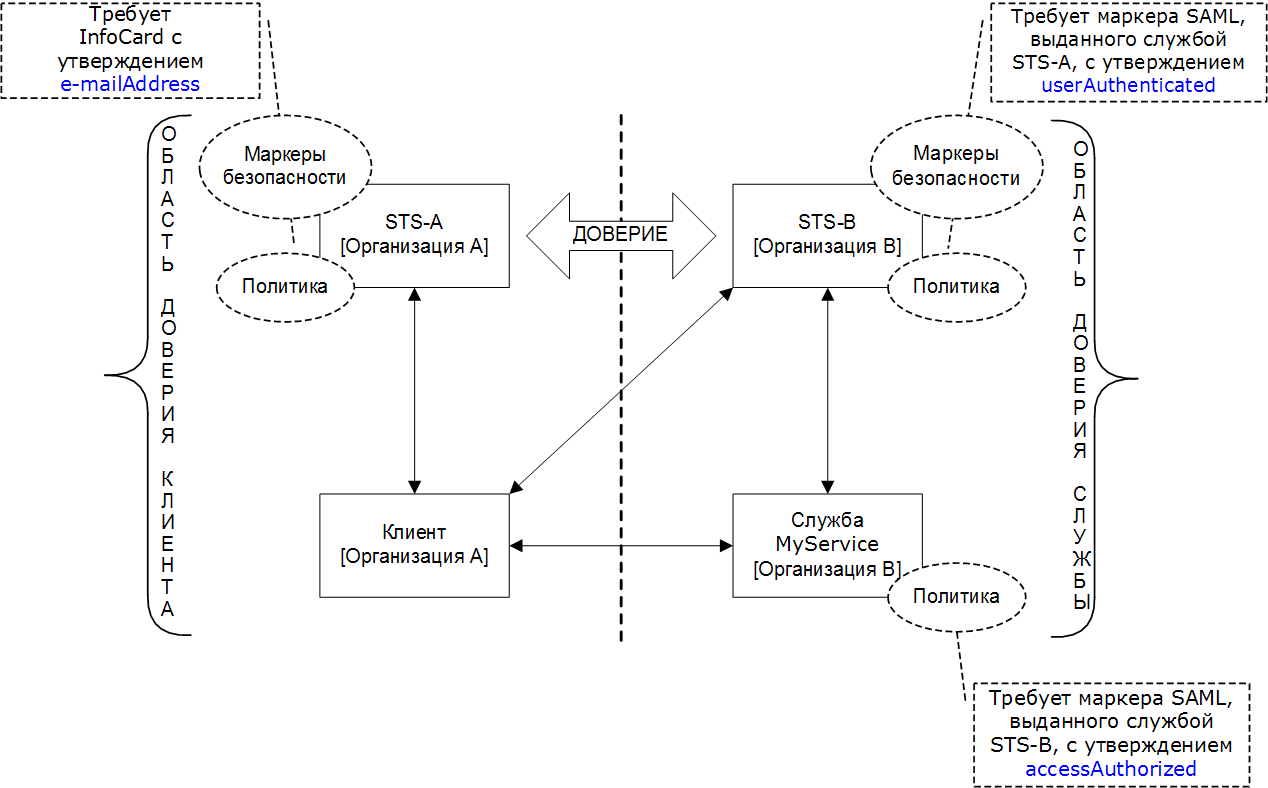 Требует
InfoCard с
утверждением
e-mailAddress
Требует маркера SAML,
выданного службой
STS-A, с утверждением
userAuthenticated
ОБЛАСТЬ ДОВЕРИЯ КЛИЕНТА
Маркеры
безопасности
STS-A
[Организация А]
Политика
ДОВЕРИЕ
STS-B
[Организация В]
Маркеры
безопасности
Политика
ОБЛАСТЬ ДОВЕРИЯ СЛУЖБЫ
Клиент
[Организация А]
Служба
MyService
[Организация В]
Политика
Требует маркера SAML,
выданного службой
STS-B, с утверждением
accessAuthorized